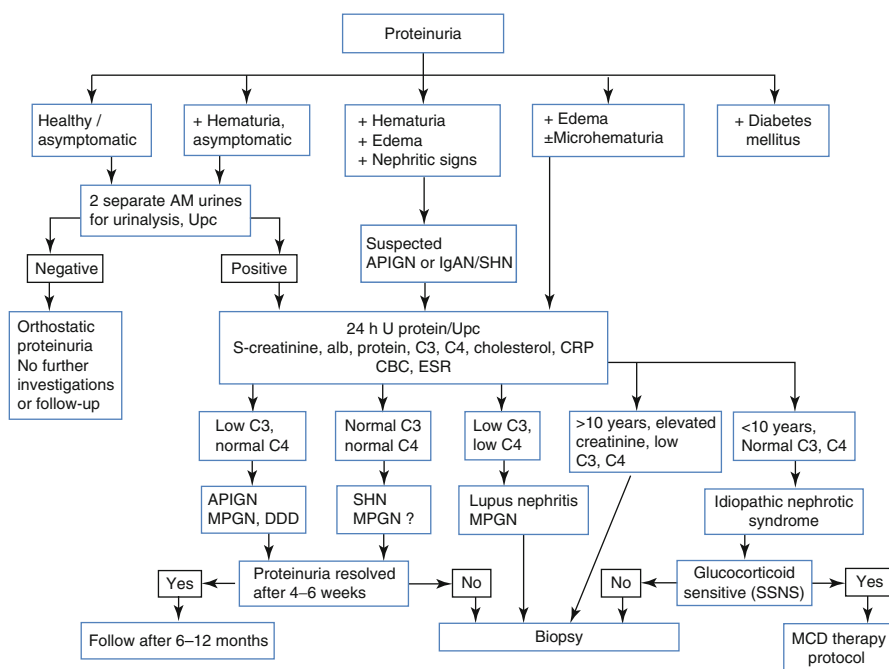 Proteinuria
Healthy /
asymptomatic
+ Hematuria,
asymptomatic
+ Hematuria
+ Edema
+ Nephritic signs
+ Edema
±Microhematuria
+ Diabetes
mellitus
2 separate AM urines
for urinalysis, Upc
Negative
Positive
Suspected
APIGN or IgAN/SHN
Orthostatic
proteinuria
No further
investigations
or follow-up
24 h U protein/Upc
S-creatinine, alb, protein, C3, C4, cholesterol, CRP
CBC, ESR
Low C3,
normal C4
Normal C3
normal C4
Low C3,
low C4
>10 years, elevated
creatinine, low
C3, C4
<10 years,
Normal C3, C4
APIGN
MPGN, DDD
SHN
MPGN ?
Lupus nephritis
MPGN
Idiopathic nephrotic
syndrome
Yes
Proteinuria resolved
after 4–6 weeks
No
No
Glucocorticoid
sensitive (SSNS)
Yes
Follow after 6–12 months
Biopsy
MCD therapy
protocol